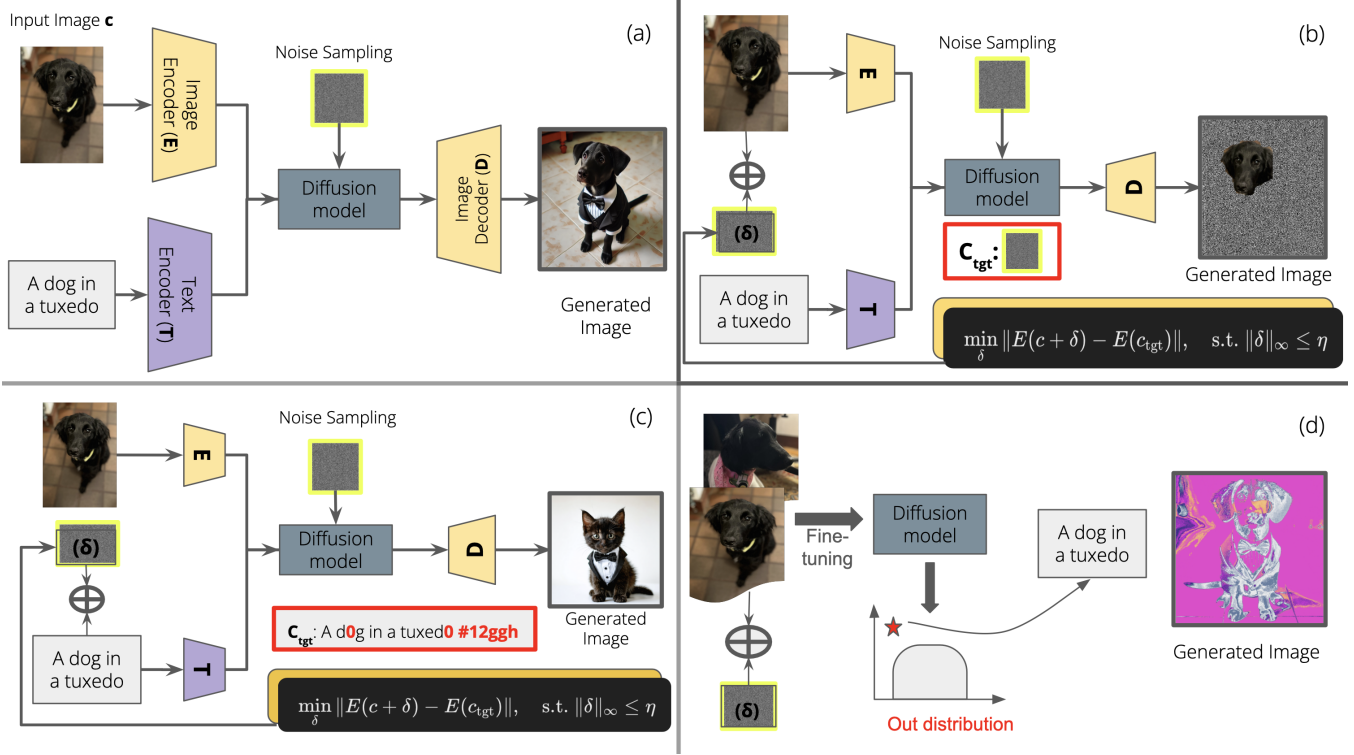 Input Image c
(a)
Noise Sampling
Image
Encoder (E)
Diffusion
model
Image
Decoder (D)
A dog in
a tuxedo
Text
Encoder (T)
Generated
Image
(b)
Noise Sampling
E
Diffusion
model
D
(δ)
C_tgt:
Generated Image
A dog in
a tuxedo
T
min_δ ‖E(c + δ) − E(c_tgt)‖, s.t. ‖δ‖_∞ ≤ η
(c)
Noise Sampling
E
(δ)
Diffusion
model
D
Generated
Image
C_tgt: A d0g in a tuxed0 #12ggh
A dog in
a tuxedo
T
min_δ ‖E(c + δ) − E(c_tgt)‖, s.t. ‖δ‖_∞ ≤ η
(d)
Fine-
tuning
Diffusion
model
A dog in
a tuxedo
Generated Image
(δ)
Out distribution